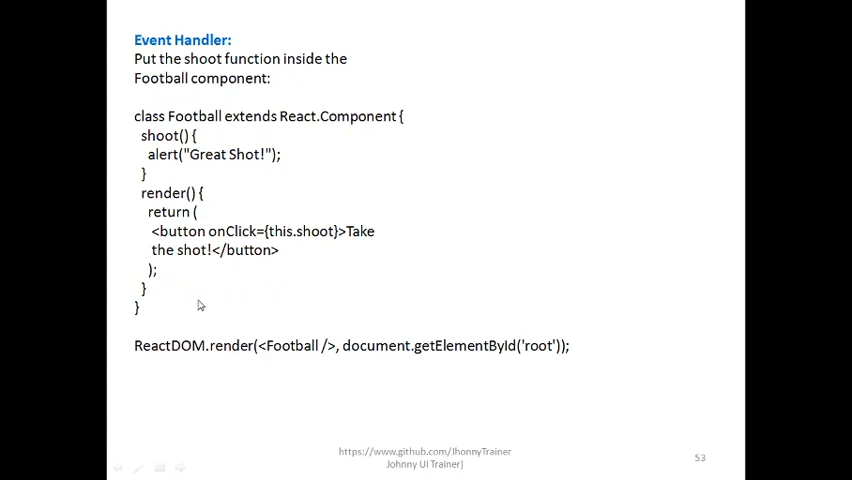 Event Handler:
Put the shoot function inside the
Football component:
class Football extends React.Component {
shoot() {
alert("Great Shot!");
}
render() {
return (
<button onClick={this.shoot}>Take
the shot!</button>
);
}
}
ReactDOM.render(<Football />, document.getElementById('root'));
https://www.github.com/JhonnyTrainer
Johnny UI Trainer)
53